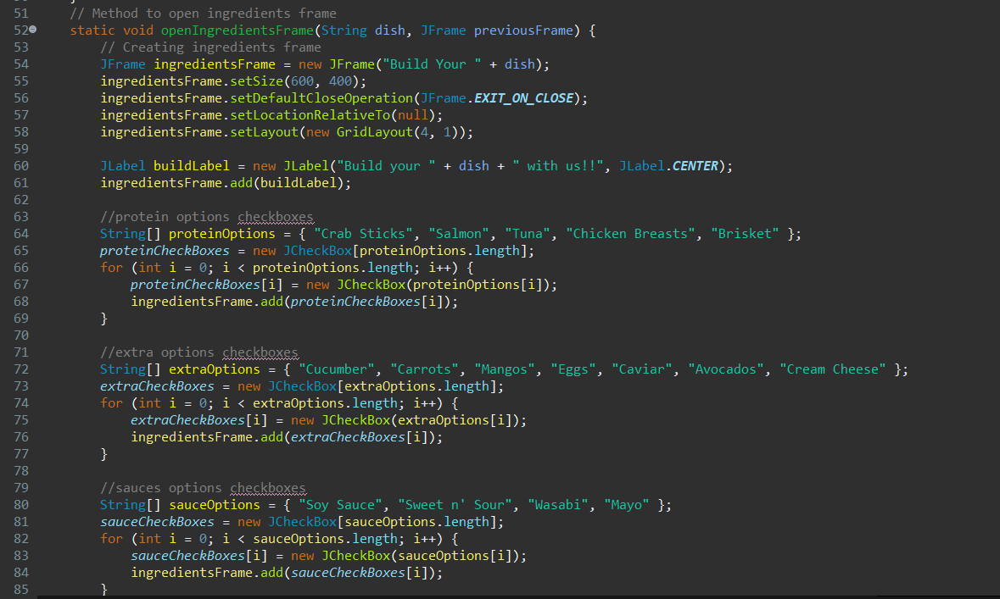 51 // Method to open ingredients frame
52 static void openIngredientsFrame(String dish, JFrame previousFrame) {
53 // Creating ingredients frame
54 JFrame ingredientsFrame = new JFrame("Build Your " + dish);
55 ingredientsFrame.setSize(600, 400);
56 ingredientsFrame.setDefaultCloseOperation(JFrame.EXIT_ON_CLOSE);
57 ingredientsFrame.setLocationRelativeTo(null);
58 ingredientsFrame.setLayout(new GridLayout(4, 1));
59
60 JLabel buildLabel = new JLabel("Build your " + dish + " with us!!", JLabel.CENTER);
61 ingredientsFrame.add(buildLabel);
62
63 //protein options checkboxes
64 String[] proteinOptions = { "Crab Sticks", "Salmon", "Tuna", "Chicken Breasts", "Brisket" };
65 proteinCheckBoxes = new JCheckBox[proteinOptions.length];
66 for (int i = 0; i < proteinOptions.length; i++) {
67 proteinCheckBoxes[i] = new JCheckBox(proteinOptions[i]);
68 ingredientsFrame.add(proteinCheckBoxes[i]);
69 }
70
71 //extra options checkboxes
72 String[] extraOptions = { "Cucumber", "Carrots", "Mangos", "Eggs", "Caviar", "Avocados", "Cream Cheese" };
73 extraCheckBoxes = new JCheckBox[extraOptions.length];
74 for (int i = 0; i < extraOptions.length; i++) {
75 extraCheckBoxes[i] = new JCheckBox(extraOptions[i]);
76 ingredientsFrame.add(extraCheckBoxes[i]);
77 }
78
79 //sauces options checkboxes
80 String[] sauceOptions = { "Soy Sauce", "Sweet n' Sour", "Wasabi", "Mayo" };
81 sauceCheckBoxes = new JCheckBox[sauceOptions.length];
82 for (int i = 0; i < sauceOptions.length; i++) {
83 sauceCheckBoxes[i] = new JCheckBox(sauceOptions[i]);
84 ingredientsFrame.add(sauceCheckBoxes[i]);
85 }